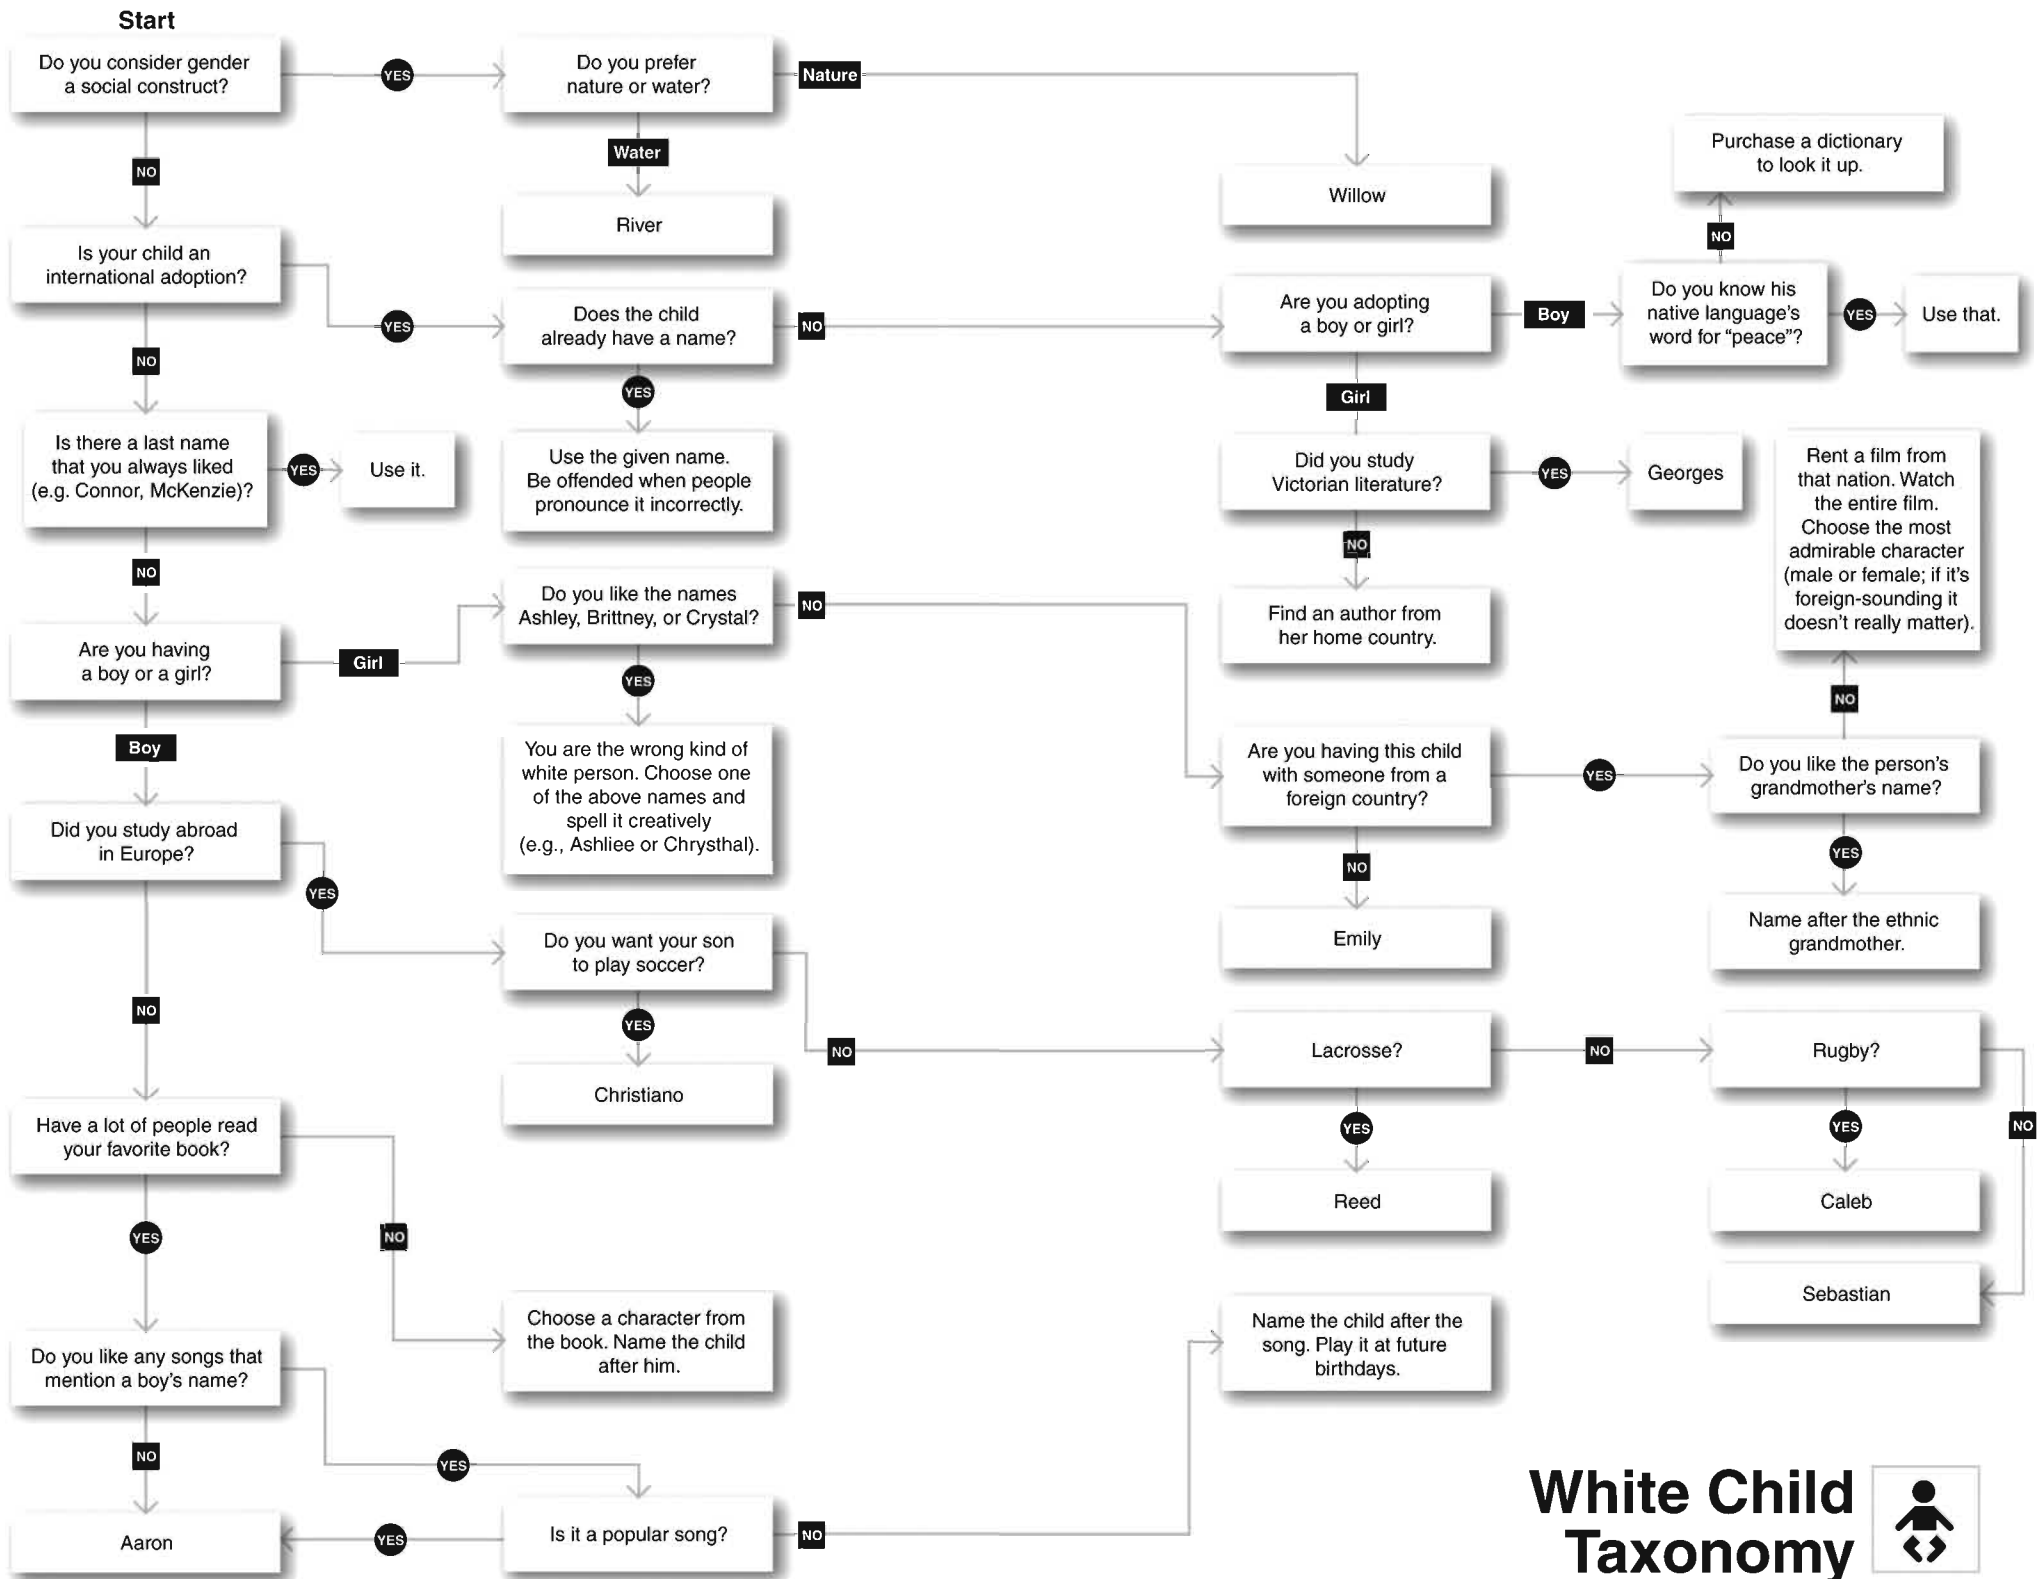 Start
Do you consider gender
a social construct?
YES
Do you prefer
nature or water?
Nature
Water
River
Willow
NO
Is your child an
international adoption?
YES
Does the child
already have a name?
NO
Are you adopting
a boy or girl?
Boy
Do you know his
native language's
word for “peace”?
NO
Purchase a dictionary
to look it up.
YES
Use that.
YES
Use the given name.
Be offended when people
pronounce it incorrectly.
Girl
Did you study
Victorian literature?
YES
Georges
NO
Find an author from
her home country.
NO
Is there a last name
that you always liked
(e.g. Connor, McKenzie)?
YES
Use it.
NO
Are you having
a boy or a girl?
Girl
Do you like the names
Ashley, Brittney, or Crystal?
NO
YES
You are the wrong kind of
white person. Choose one
of the above names and
spell it creatively
(e.g., Ashliee or Chrysthal).
Are you having this child
with someone from a
foreign country?
YES
Do you like the person's
grandmother's name?
NO
Rent a film from
that nation. Watch
the entire film.
Choose the most
admirable character
(male or female; if it's
foreign-sounding it
doesn't really matter).
YES
Name after the ethnic
grandmother.
NO
Emily
Boy
Did you study abroad
in Europe?
YES
Do you want your son
to play soccer?
YES
Christiano
NO
Lacrosse?
YES
Reed
NO
Rugby?
YES
Caleb
NO
Sebastian
NO
Have a lot of people read
your favorite book?
NO
Choose a character from
the book. Name the child
after him.
YES
Do you like any songs that
mention a boy's name?
YES
Is it a popular song?
NO
Name the child after the
song. Play it at future
birthdays.
YES
NO
Aaron
White Child
Taxonomy